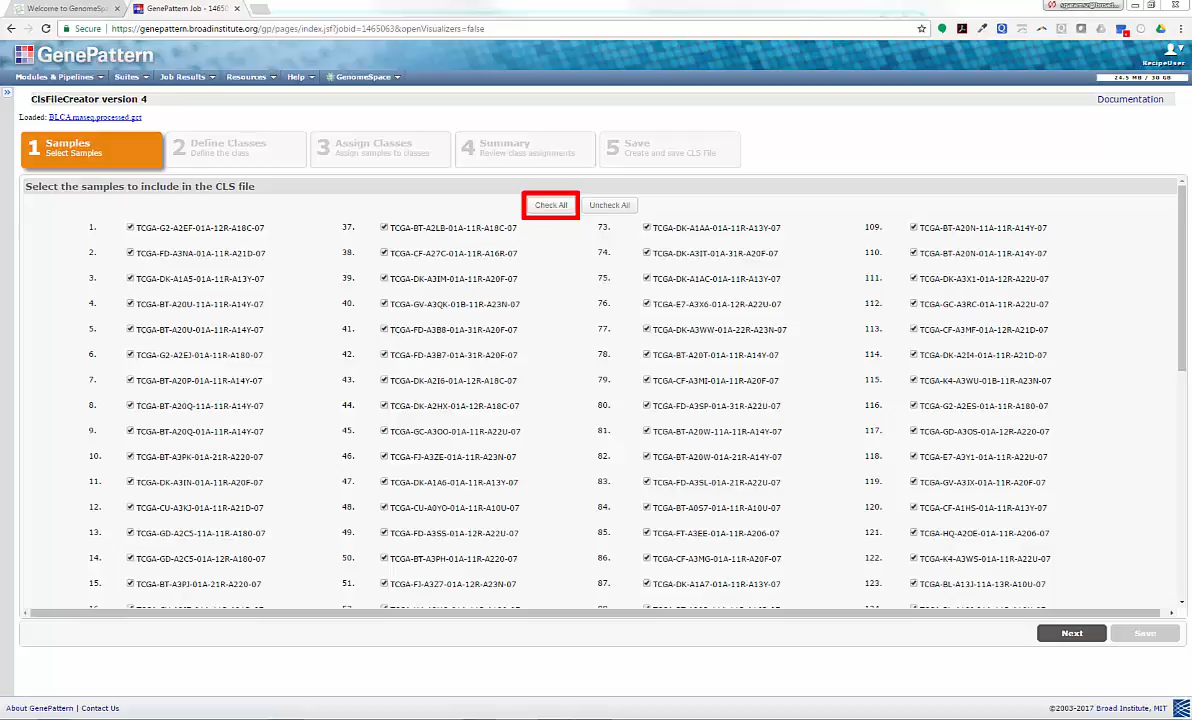 Welcome to GenomeSpa
GenePattern Job - 14650
Secure
https://genepattern.broadinstitute.org/gp/pages/index.jsf?jobid=1465063&openVisualizers=false
GenePattern
RecipeUser
Modules & Pipelines Suites Job Results Resources Help GenomeSpace
24.5 MB / 30 GB
ClsFileCreator version 4
Documentation
Loaded: BLCA.rnaseq.processed.gct
1 Samples Select Samples
2 Define Classes Define the class
3 Assign Classes Assign samples to classes
4 Summary Review class assignments
5 Save Create and save CLS File
Select the samples to include in the CLS file
Check All Uncheck All
1. TCGA-G2-A2EF-01A-12R-A18C-07 37. TCGA-BT-A2LB-01A-11R-A18C-07 73. TCGA-DK-A1AA-01A-11R-A13Y-07 109. TCGA-BT-A20N-11A-11R-A14Y-07
2. TCGA-FD-A3NA-01A-11R-A21D-07 38. TCGA-CF-A27C-01A-11R-A16R-07 74. TCGA-DK-A3IT-01A-31R-A20F-07 110. TCGA-BT-A20N-01A-11R-A14Y-07
3. TCGA-DK-A1A5-01A-11R-A13Y-07 39. TCGA-DK-A3IM-01A-11R-A20F-07 75. TCGA-DK-A1AC-01A-11R-A13Y-07 111. TCGA-DK-A3X1-01A-12R-A22U-07
4. TCGA-BT-A20U-11A-11R-A14Y-07 40. TCGA-GV-A3QK-01B-11R-A23N-07 76. TCGA-E7-A3X6-01A-12R-A22U-07 112. TCGA-GC-A3RC-01A-11R-A22U-07
5. TCGA-BT-A20U-01A-11R-A14Y-07 41. TCGA-FD-A3B8-01A-31R-A20F-07 77. TCGA-DK-A3WW-01A-22R-A23N-07 113. TCGA-CF-A3MF-01A-12R-A21D-07
6. TCGA-G2-A2EJ-01A-11R-A180-07 42. TCGA-FD-A3B7-01A-31R-A20F-07 78. TCGA-BT-A20T-01A-11R-A14Y-07 114. TCGA-DK-A2I4-01A-11R-A21D-07
7. TCGA-BT-A20P-01A-11R-A14Y-07 43. TCGA-DK-A2I6-01A-12R-A18C-07 79. TCGA-CF-A3MI-01A-11R-A20F-07 115. TCGA-K4-A3WU-01B-11R-A23N-07
8. TCGA-BT-A20Q-11A-11R-A14Y-07 44. TCGA-DK-A2HX-01A-12R-A18C-07 80. TCGA-FD-A3SP-01A-31R-A22U-07 116. TCGA-G2-A2ES-01A-11R-A180-07
9. TCGA-BT-A20Q-01A-11R-A14Y-07 45. TCGA-GC-A3OO-01A-11R-A22U-07 81. TCGA-BT-A20W-11A-11R-A14Y-07 117. TCGA-GD-A3OS-01A-12R-A220-07
10. TCGA-BT-A3PK-01A-21R-A220-07 46. TCGA-FJ-A3ZE-01A-11R-A23N-07 82. TCGA-BT-A20W-01A-21R-A14Y-07 118. TCGA-E7-A3Y1-01A-11R-A22U-07
11. TCGA-DK-A3IN-01A-11R-A20F-07 47. TCGA-DK-A1A6-01A-11R-A13Y-07 83. TCGA-FD-A3SL-01A-21R-A22U-07 119. TCGA-GV-A3JX-01A-11R-A20F-07
12. TCGA-CU-A3KJ-01A-11R-A21D-07 48. TCGA-CU-A0YO-01A-11R-A10U-07 84. TCGA-BT-A0S7-01A-11R-A10U-07 120. TCGA-CF-A1HS-01A-11R-A13Y-07
13. TCGA-GD-A2C5-11A-11R-A180-07 49. TCGA-FD-A3SS-01A-12R-A22U-07 85. TCGA-FT-A3EE-01A-11R-A206-07 121. TCGA-HQ-A2OE-01A-11R-A206-07
14. TCGA-GD-A2C5-01A-12R-A180-07 50. TCGA-BT-A3PH-01A-11R-A220-07 86. TCGA-CF-A3MG-01A-11R-A20F-07 122. TCGA-K4-A3WS-01A-11R-A22U-07
15. TCGA-BT-A3PJ-01A-21R-A220-07 51. TCGA-FJ-A3Z7-01A-12R-A23N-07 87. TCGA-DK-A1A7-01A-11R-A13Y-07 123. TCGA-BL-A13J-11A-13R-A10U-07
Next Save
About GenePattern | Contact Us
©2003-2017 Broad Institute, MIT